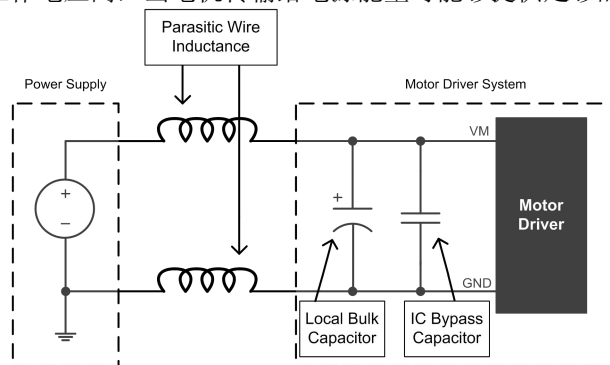 Parasitic Wire
Inductance
Power Supply
Motor Driver System
VM
+
–
+
Motor
Driver
GND
Local Bulk
Capacitor
IC Bypass
Capacitor